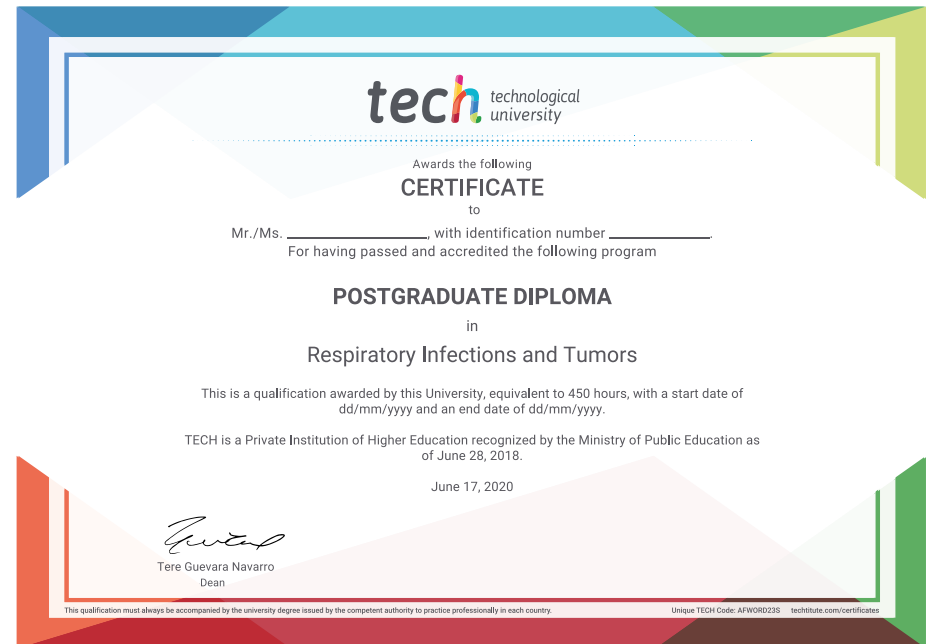 tech technological
university
Awards the following
CERTIFICATE
to
Mr./Ms. ____________________, with identification number ______________.
For having passed and accredited the following program
POSTGRADUATE DIPLOMA
in
Respiratory Infections and Tumors
This is a qualification awarded by this University, equivalent to 450 hours, with a start date of
dd/mm/yyyy and an end date of dd/mm/yyyy.
TECH is a Private Institution of Higher Education recognized by the Ministry of Public Education as
of June 28, 2018.
June 17, 2020
Tere Guevara Navarro
Dean
This qualification must always be accompanied by the university degree issued by the competent authority to practice professionally in each country. Unique TECH Code: AFWORD23S techtitute.com/certificates